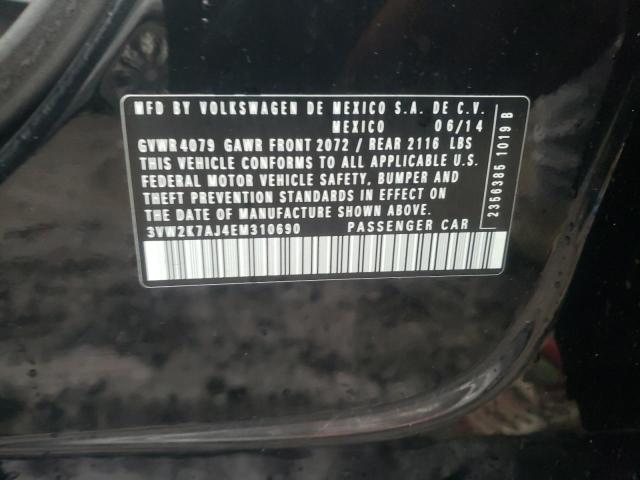 MFD BY VOLKSWAGEN DE MEXICO S.A. DE C.V.
MEXICO 06/14
GVWR 4079 GAWR FRONT 2072 / REAR 2116 LBS
THIS VEHICLE CONFORMS TO ALL APPLICABLE U.S.
FEDERAL MOTOR VEHICLE SAFETY, BUMPER AND
THEFT PREVENTION STANDARDS IN EFFECT ON
THE DATE OF MANUFACTURE SHOWN ABOVE.
3VW2K7AJ4EM310690 PASSENGER CAR
2356385 1019 B